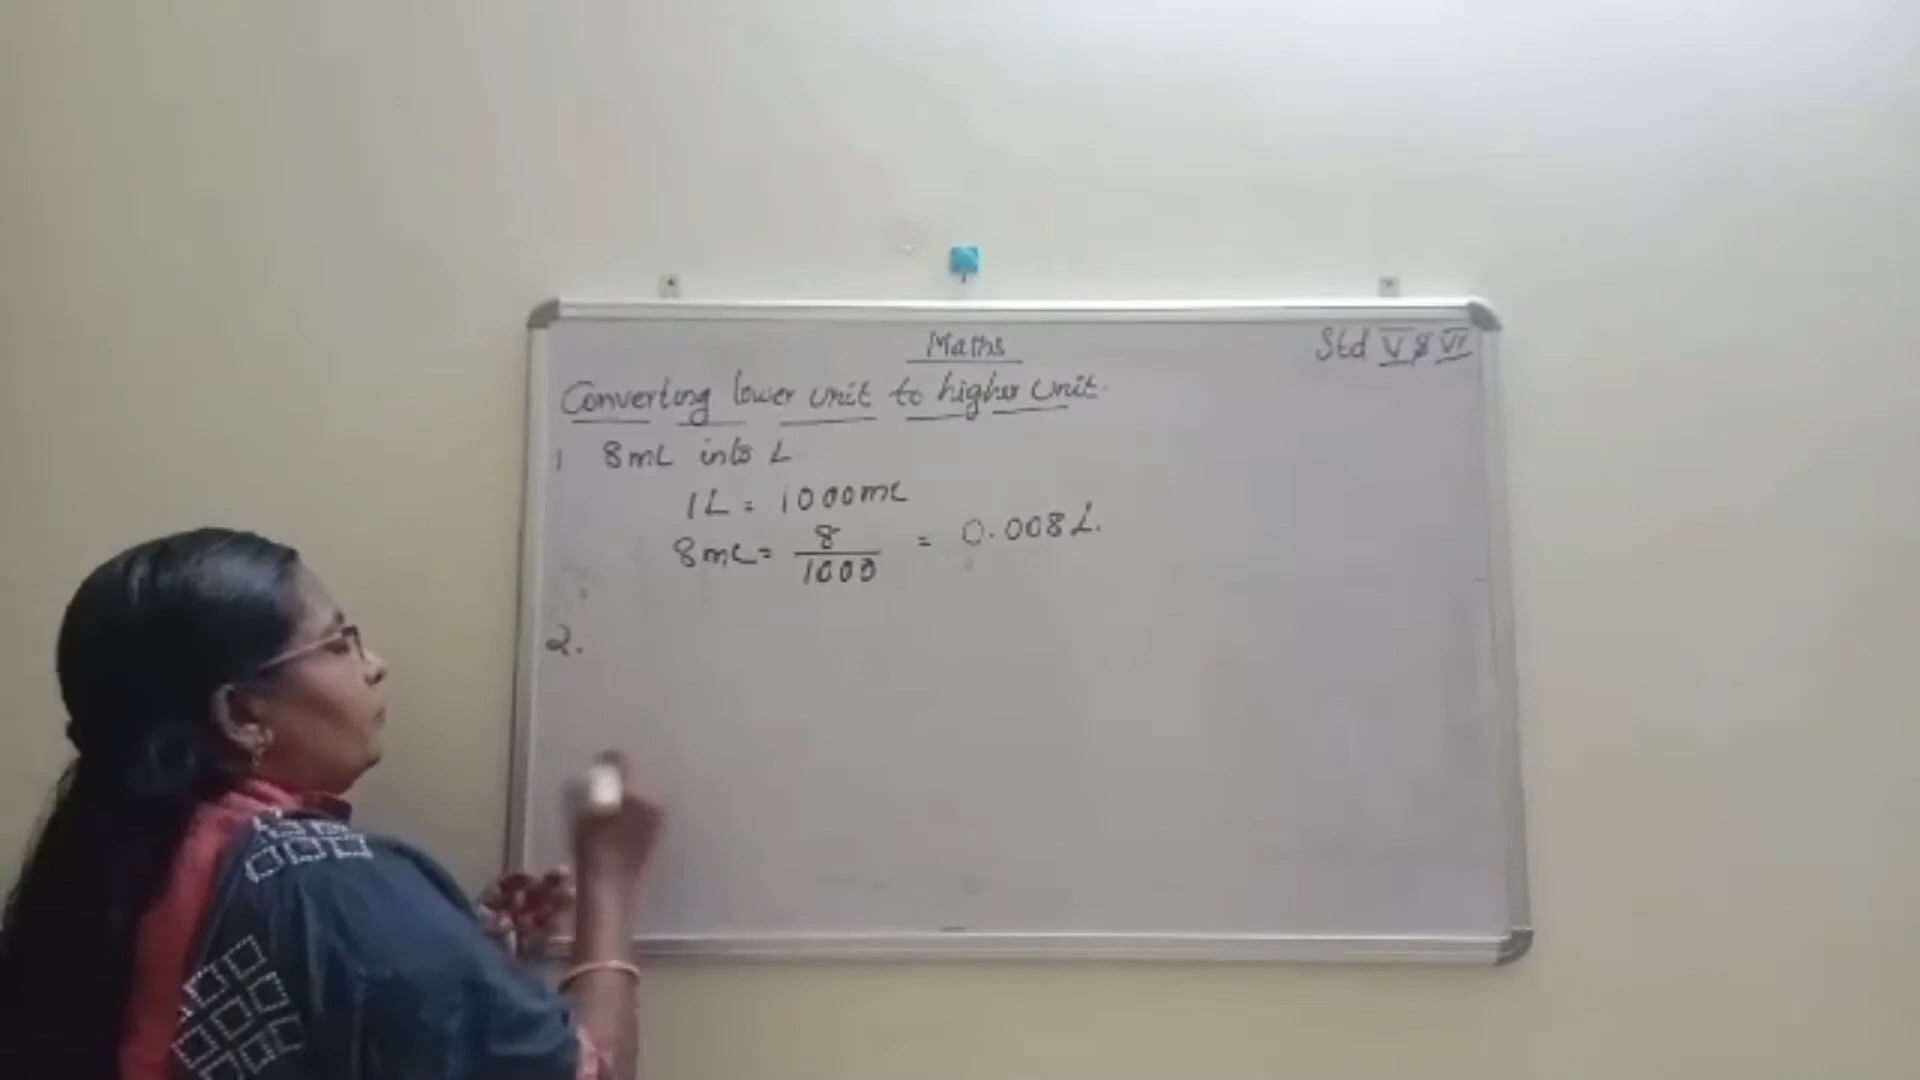 Maths
Std V & VI
Converting lower unit to higher unit.
1 8mL into L
1L = 1000mL
8mL = 8/1000 = 0.008L.
2.